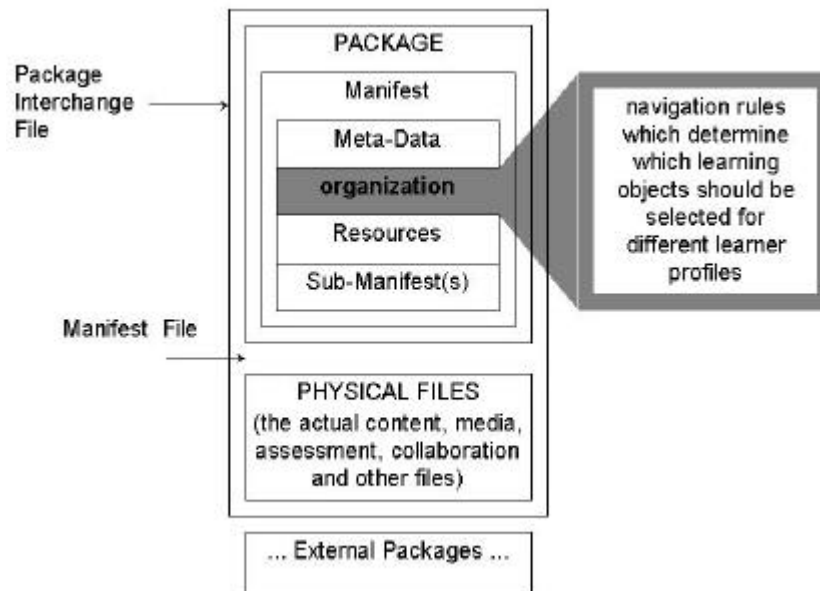 PACKAGE
Package
Interchange
File
Manifest
Meta-Data
organization
Resources
Sub-Manifest(s)
navigation rules
which determine
which learning
objects should be
selected for
different learner
profiles
Manifest File
PHYSICAL FILES
(the actual content, media,
assessment, collaboration
and other files)
... External Packages ...